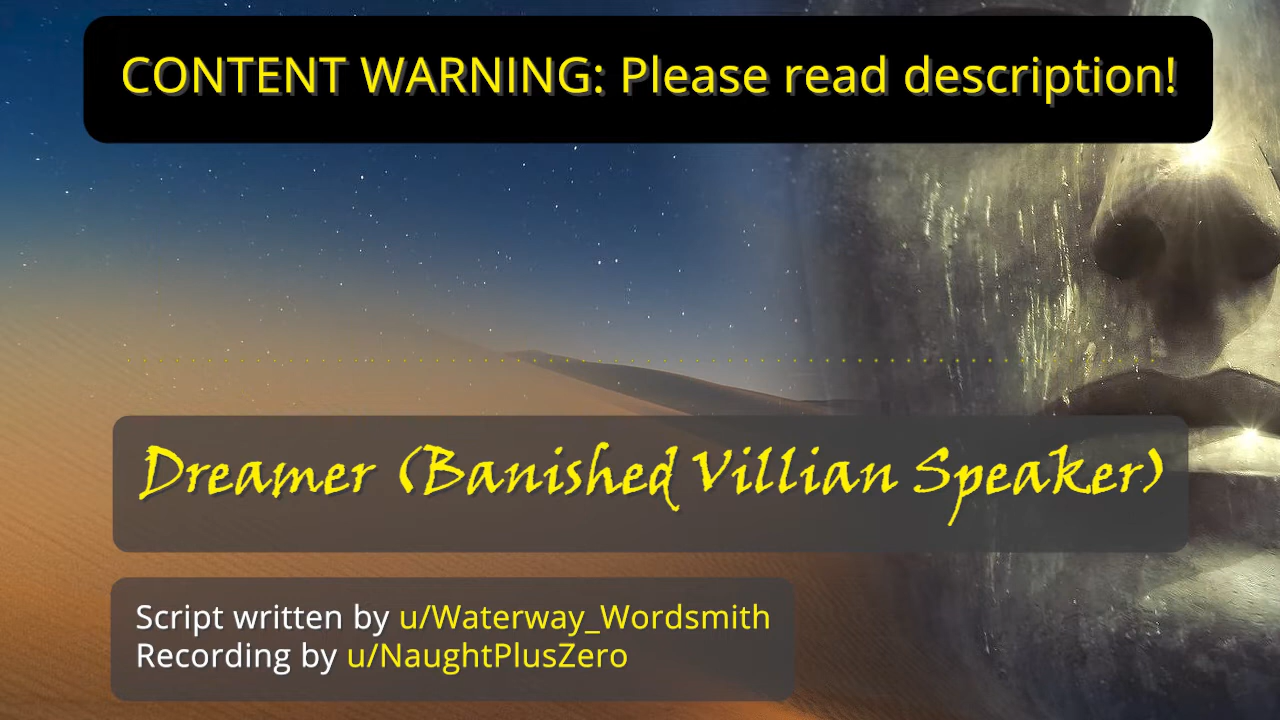 CONTENT WARNING: Please read description!
Dreamer (Banished Villian Speaker)
Script written by u/Waterway_Wordsmith
Recording by u/NaughtPlusZero